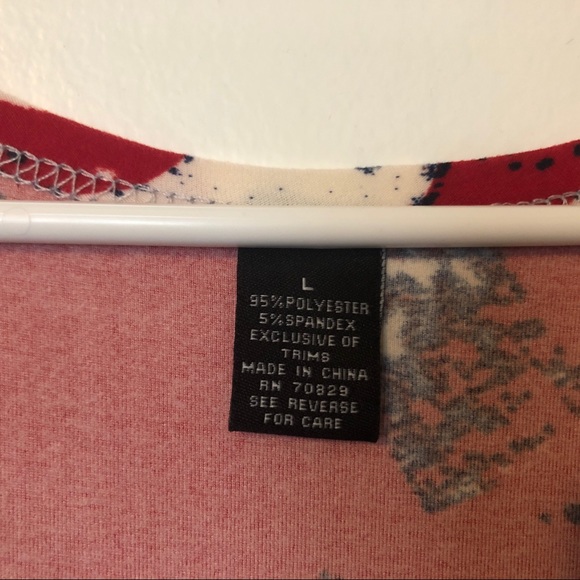 L
95%POLYESTER
5%SPANDEX
EXCLUSIVE OF
TRIMS
MADE IN CHINA
RN 70829
SEE REVERSE
FOR CARE